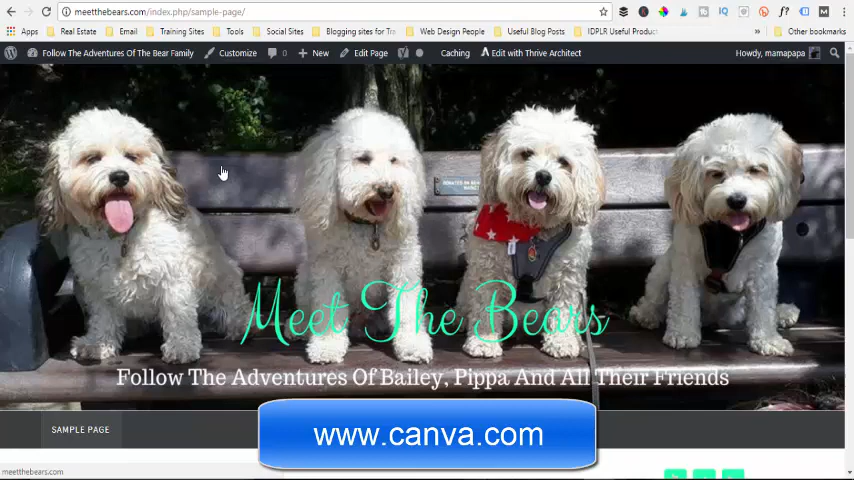 meetthebears.com/index.php/sample-page/
Apps Real Estate Email Training Sites Tools Social Sites Web Design People Blogging sites for Useful Blog Posts IDPLR Useful Produc » Other bookmarks
Follow The Adventures Of The Bear Family Customize 0 New Edit Page Caching Edit with Thrive Architect Howdy, mamapapa
Meet The Bears
Follow The Adventures Of Bailey, Pippa And All Their Friends
SAMPLE PAGE
www.canva.com
meetthebears.com